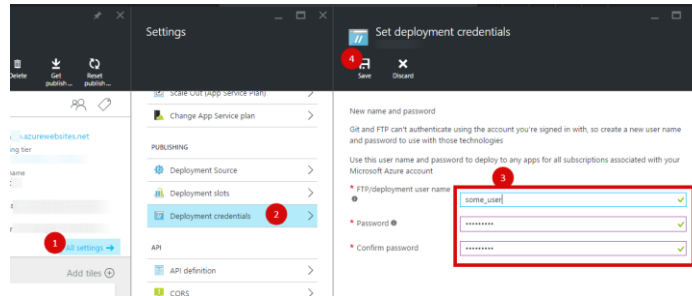 Delete
Get
publish...
Reset
publish...
.azurewebsites.net
ing tier
name
1
All settings →
Add tiles
Settings
Scale Out (App Service Plan)
Change App Service plan
PUBLISHING
Deployment Source
Deployment slots
Deployment credentials
2
API
API definition
CORS
Set deployment credentials
4
Save
Discard
New name and password
Git and FTP can't authenticate using the account you're signed in with, so create a new user name
and password to use with those technologies
Use this user name and password to deploy to any apps for all subscriptions associated with your
Microsoft Azure account
3
* FTP/deployment user name
some_user
* Password
* Confirm password